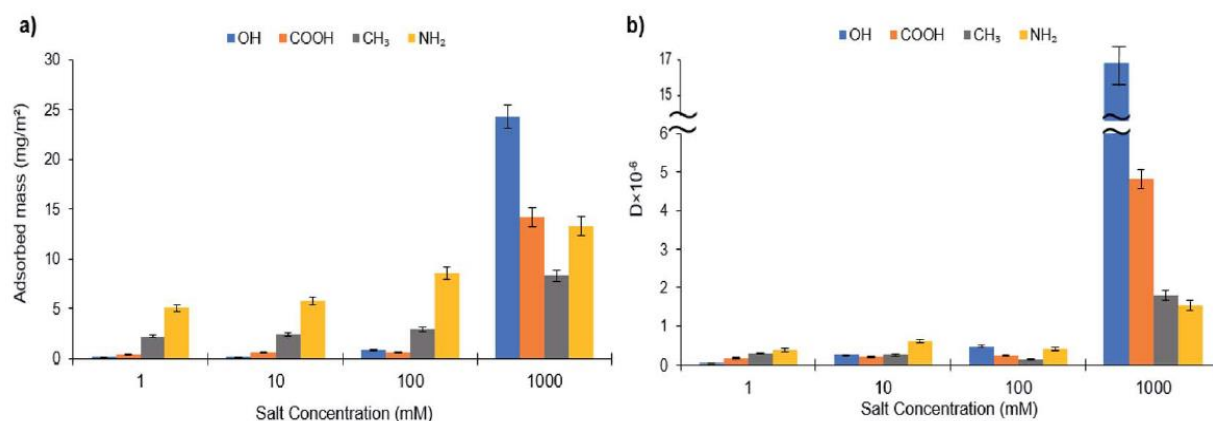 a)
OH COOH CH₃ NH₂
Adsorbed mass (mg/m²)
30
25
20
15
10
5
0
1 10 100 1000
Salt Concentration (mM)
b)
OH COOH CH₃ NH₂
D×10⁻⁶
17
15
6
5
4
3
2
1
0
1 10 100 1000
Salt Concentration (mM)